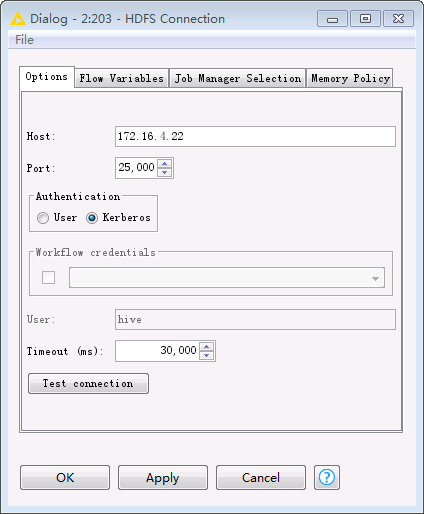 Dialog - 2:203 - HDFS Connection
File
Options Flow Variables Job Manager Selection Memory Policy
Host: 172.16.4.22
Port: 25,000
Authentication
User Kerberos
Workflow credentials
User: hive
Timeout (ms): 30,000
Test connection
OK Apply Cancel ?